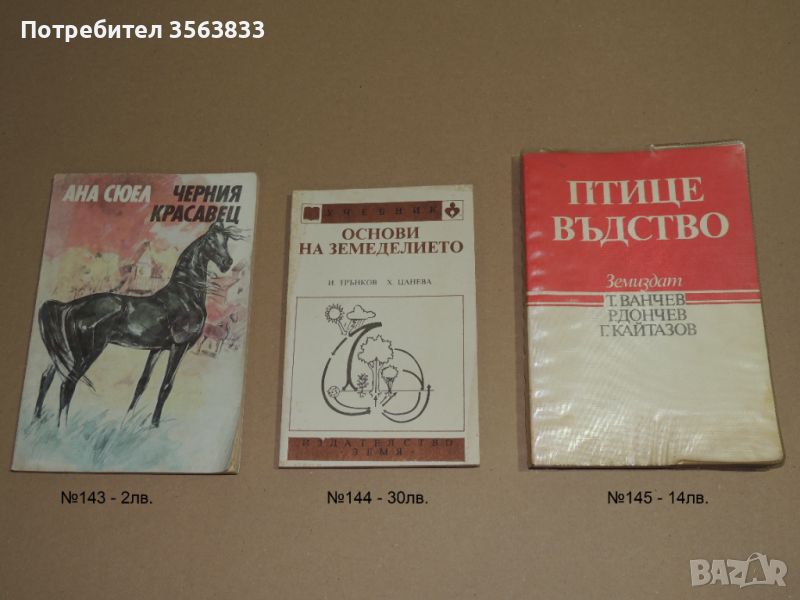 Потребител 3563833
АНА СЮЕЛ ЧЕРНИЯ
КРАСАВЕЦ
УЧЕБНИК
ОСНОВИ
НА ЗЕМЕДЕЛИЕТО
И. ТРЪНКОВ Х. ЦАНЕВА
ИЗДАТЕЛСТВО
"ЗЕМЯ"
ПТИЦЕ
ВЪДСТВО
Земиздат
Т. ВАНЧЕВ
Р. ДОНЧЕВ
Г. КАЙТАЗОВ
№143 - 2лв.
№144 - 30лв.
№145 - 14лв.
BAZAR